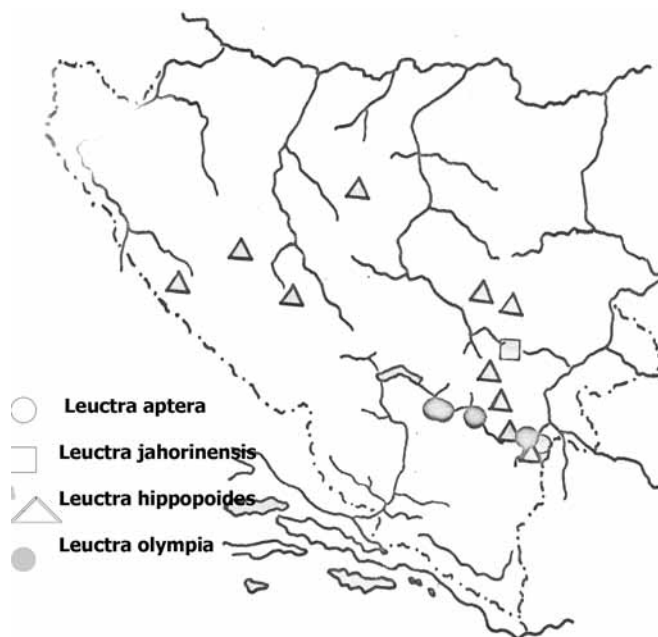 Leuctra aptera
Leuctra jahorinensis
Leuctra hippopoides
Leuctra olympia